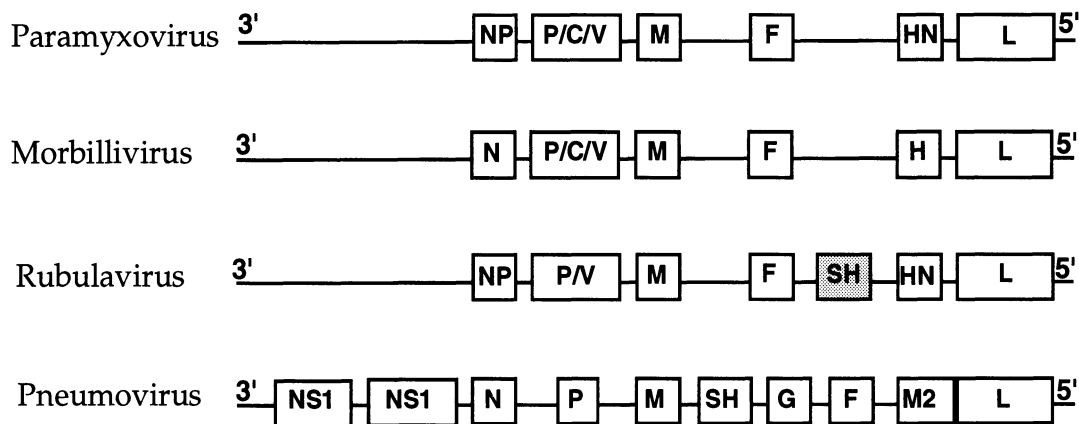 Paramyxovirus 3' NP P/C/V M F HN L 5'
Morbillivirus 3' N P/C/V M F H L 5'
Rubulavirus 3' NP P/V M F SH HN L 5'
Pneumovirus 3' NS1 NS1 N P M SH G F M2 L 5'